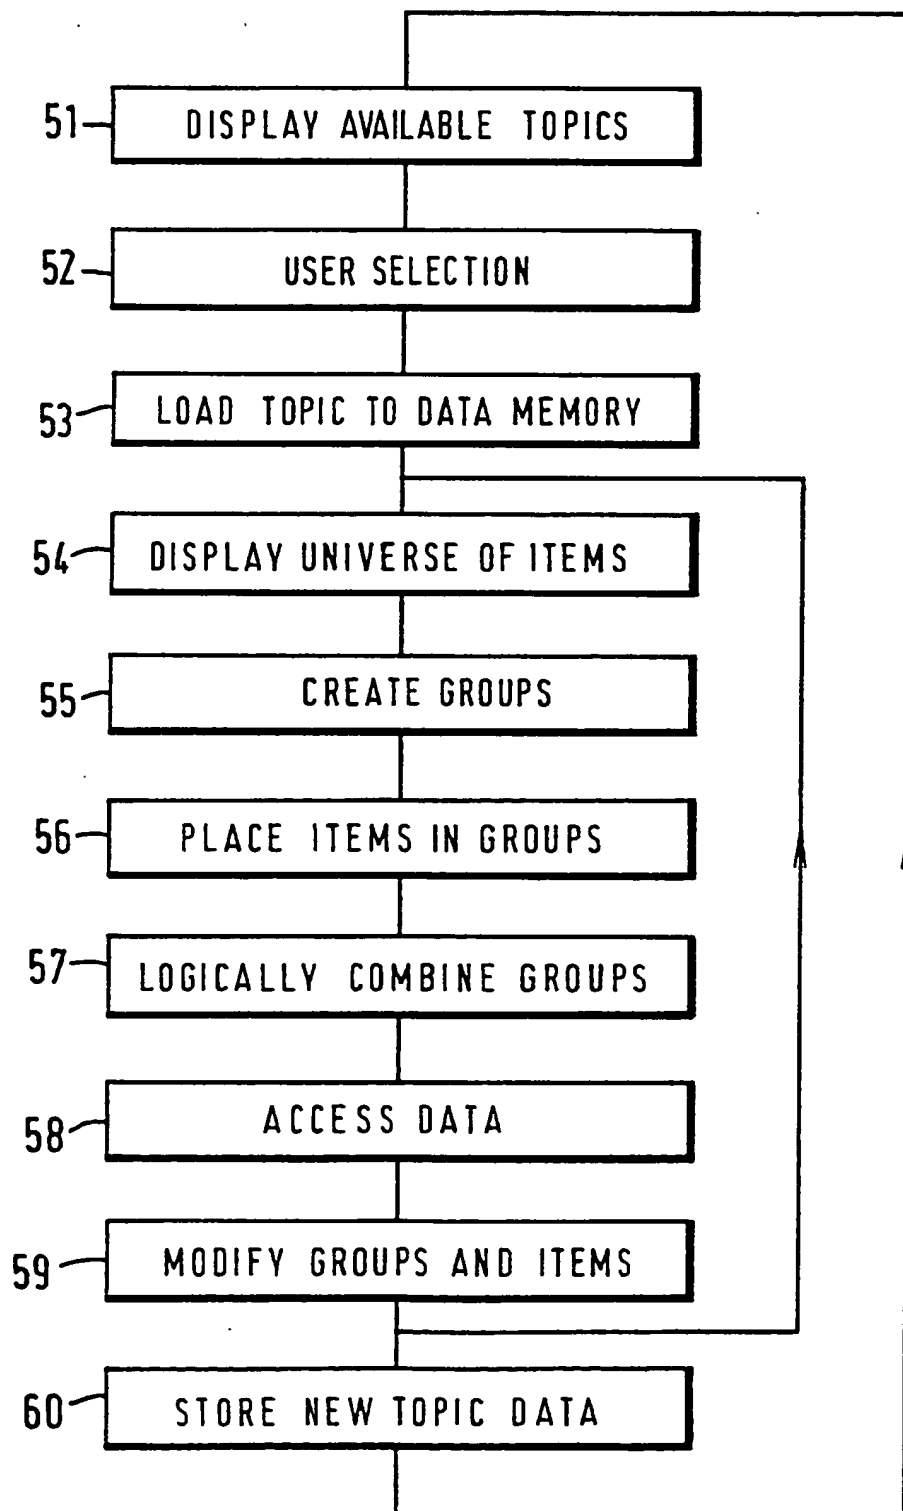 51 DISPLAY AVAILABLE TOPICS
52 USER SELECTION
53 LOAD TOPIC TO DATA MEMORY
54 DISPLAY UNIVERSE OF ITEMS
55 CREATE GROUPS
56 PLACE ITEMS IN GROUPS
57 LOGICALLY COMBINE GROUPS
58 ACCESS DATA
59 MODIFY GROUPS AND ITEMS
60 STORE NEW TOPIC DATA